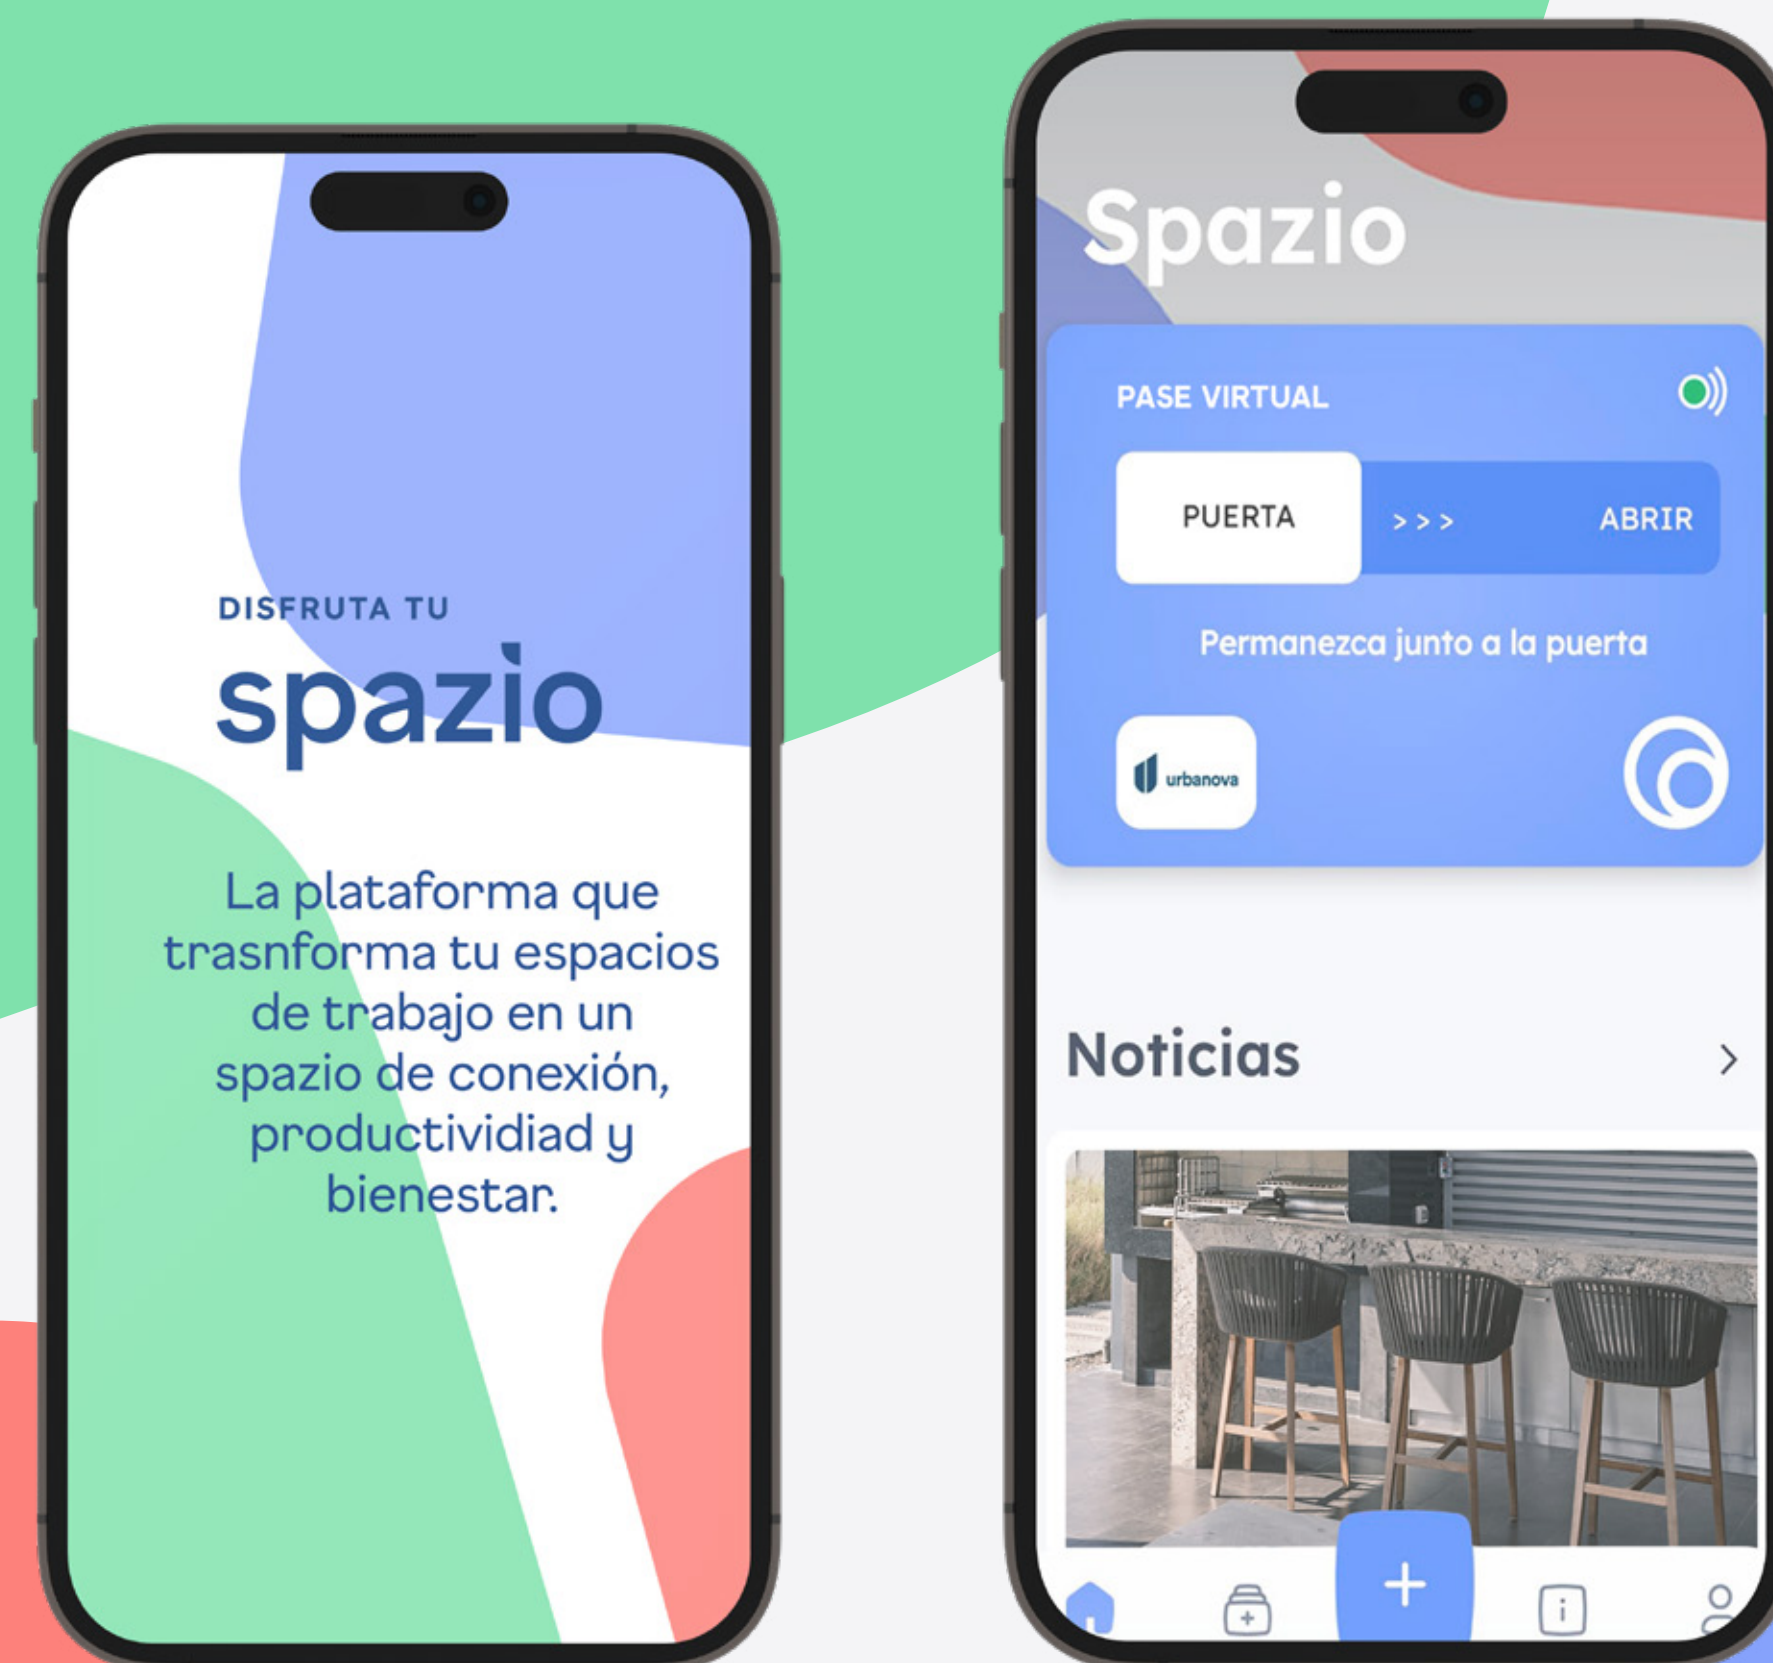 DISFRUTA TU
spazio
La plataforma que
trasnforma tu espacios
de trabajo en un
spazio de conexión,
productividiad y
bienestar.
Spazio
PASE VIRTUAL
PUERTA >>> ABRIR
Permanezca junto a la puerta
urbanova
Noticias